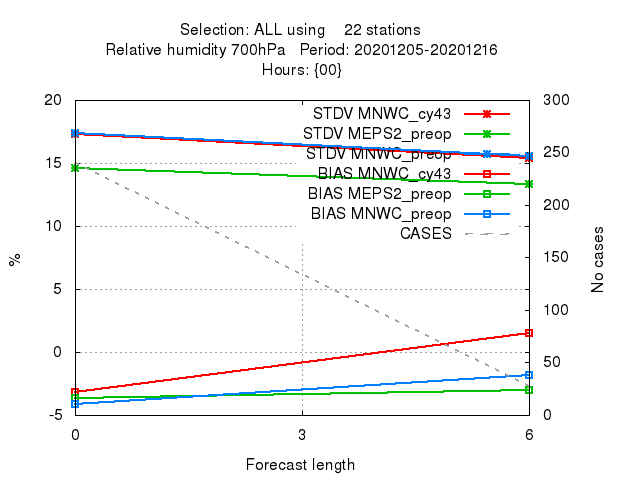 Selection: ALL using 22 stations
Relative humidity 700hPa Period: 20201205-20201216
Hours: {00}
20
15
10
5
0
-5
%
300
250
200
150
100
50
0
No cases
STDV MNWC_cy43
STDV MEPS2_preop
STDV MNWC_preop
BIAS MNWC_cy43
BIAS MEPS2_preop
BIAS MNWC_preop
CASES
0 3 6
Forecast length